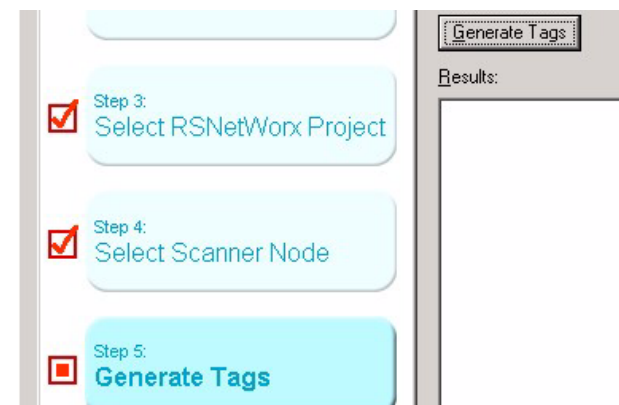 Generate Tags
Results:
Step 3:
Select RSNetWorx Project
Step 4:
Select Scanner Node
Step 5:
Generate Tags